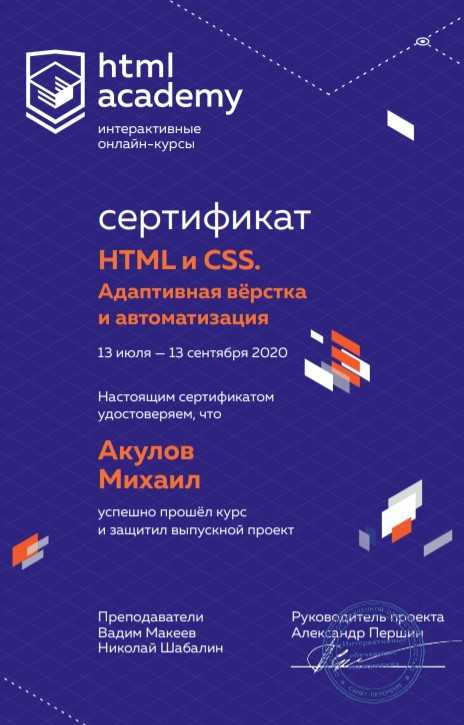 html
academy
интерактивные
онлайн-курсы
сертификат
HTML и CSS.
Адаптивная вёрстка
и автоматизация
13 июля — 13 сентября 2020
Настоящим сертификатом
удостоверяем, что
Акулов
Михаил
успешно прошёл курс
и защитил выпускной проект
Преподаватели
Вадим Макеев
Николай Шабалин
Руководитель проекта
Александр Першин